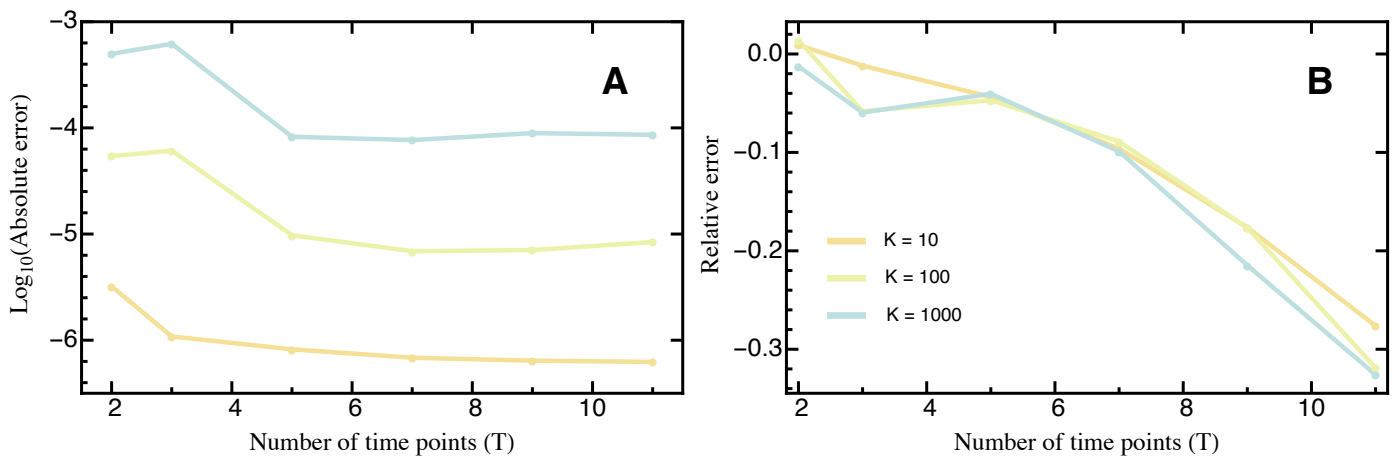 −3
−4
−5
−6
Log10(Absolute error)
A
2 4 6 8 10
Number of time points (T)
0.0
−0.1
−0.2
−0.3
Relative error
B
K = 10
K = 100
K = 1000
2 4 6 8 10
Number of time points (T)